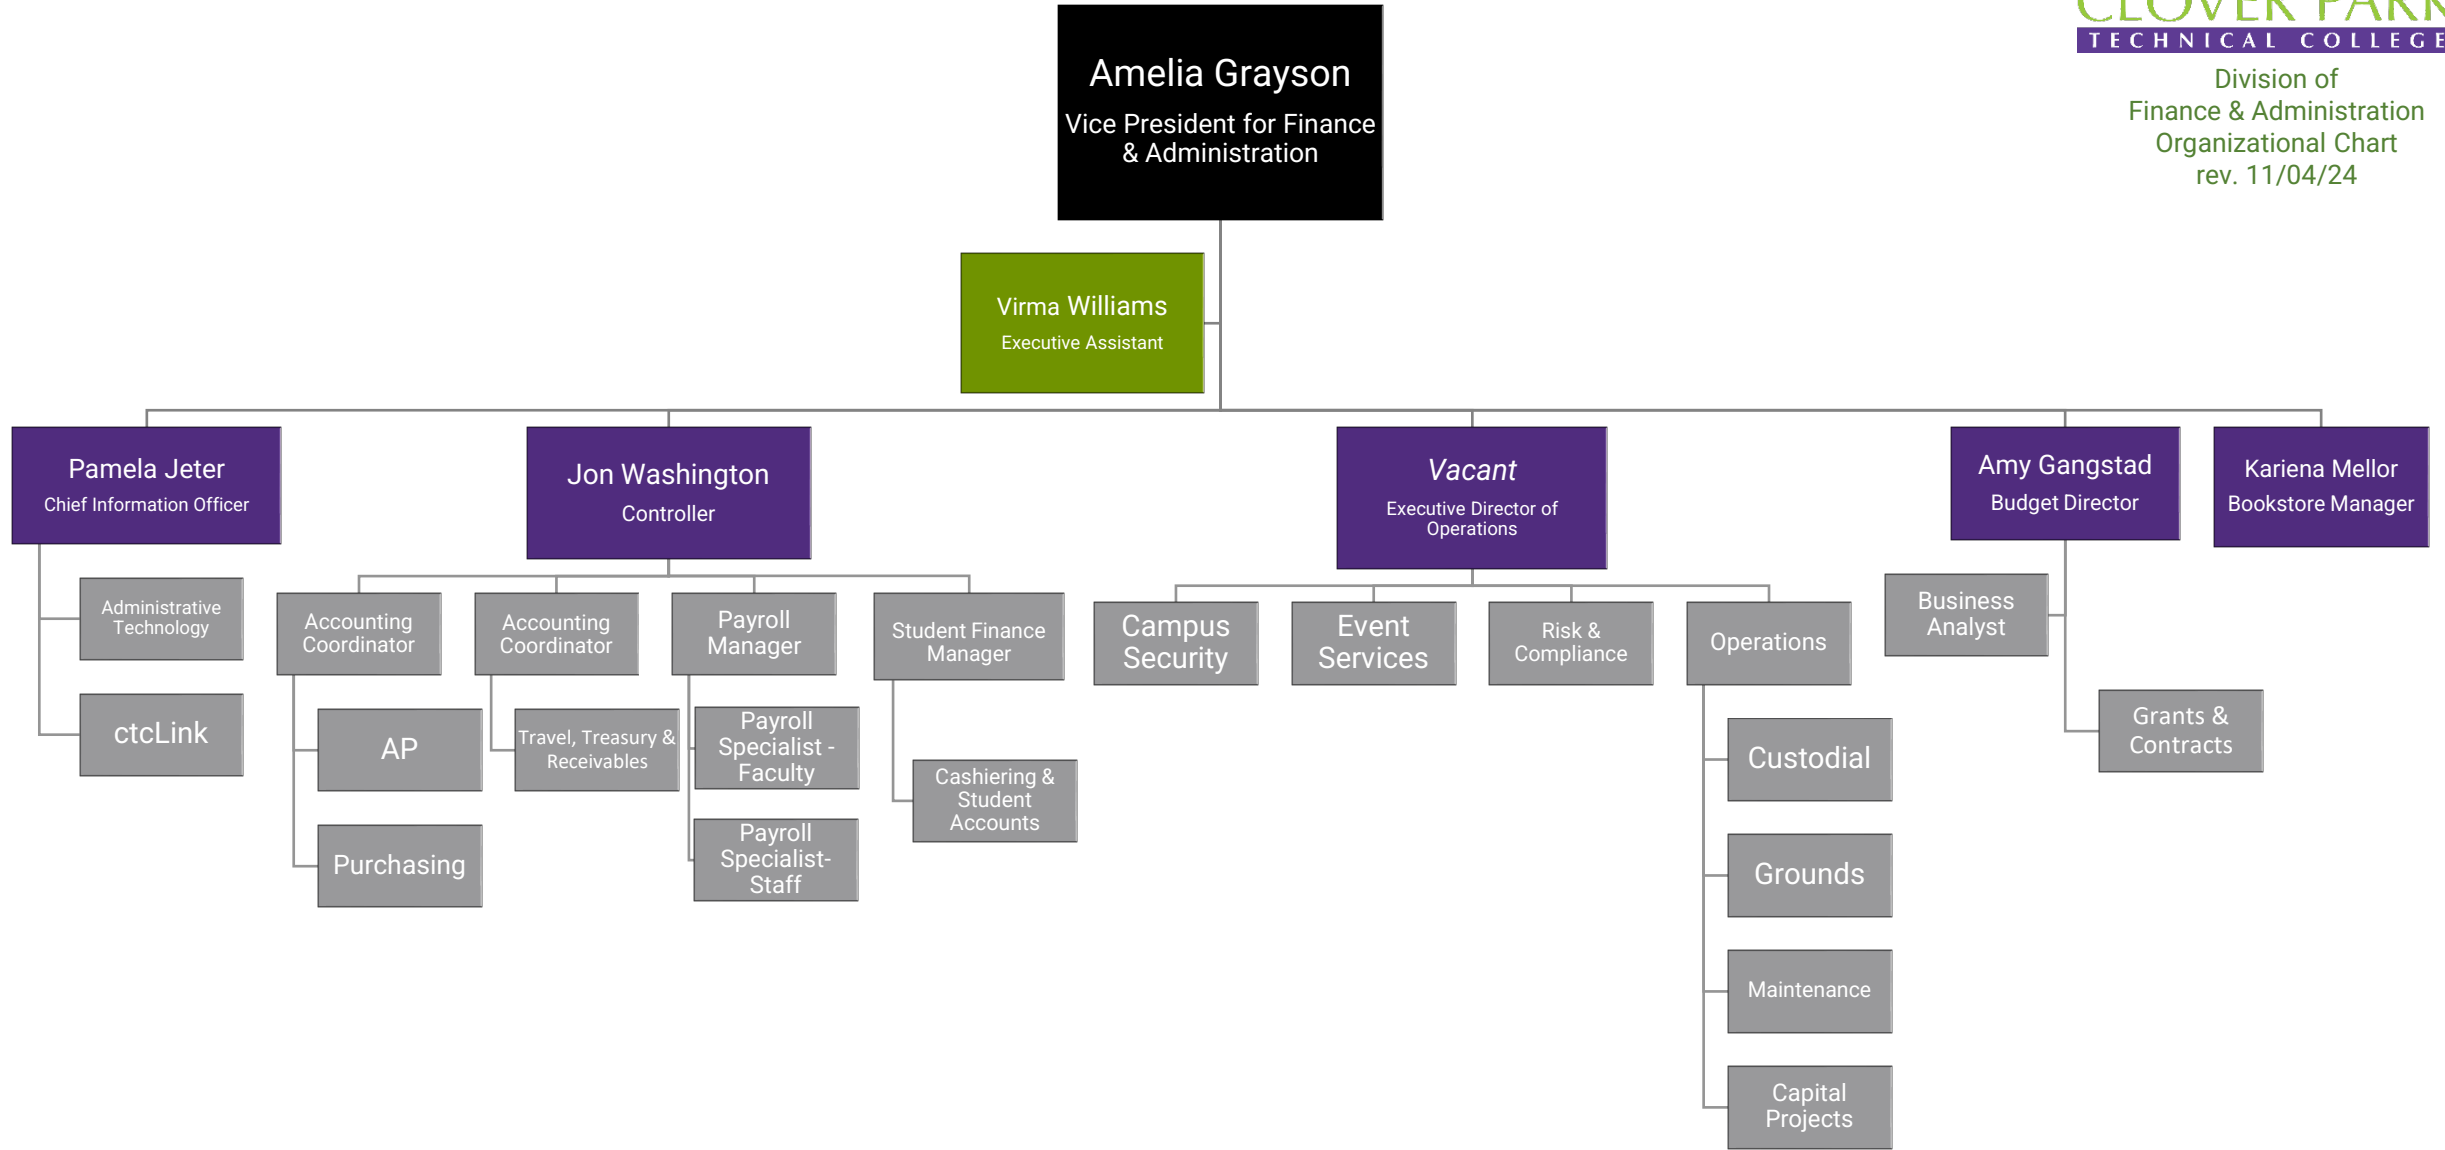 CLOVER PARK
TECHNICAL COLLEGE
Division of
Finance & Administration
Organizational Chart
rev. 11/04/24
Amelia Grayson
Vice President for Finance
& Administration
Virma Williams
Executive Assistant
Pamela Jeter
Chief Information Officer
Jon Washington
Controller
Vacant
Executive Director of
Operations
Amy Gangstad
Budget Director
Kariena Mellor
Bookstore Manager
Administrative
Technology
ctcLink
Accounting
Coordinator
AP
Purchasing
Accounting
Coordinator
Travel, Treasury &
Receivables
Payroll
Manager
Payroll
Specialist -
Faculty
Payroll
Specialist-
Staff
Student Finance
Manager
Cashiering &
Student
Accounts
Campus
Security
Event
Services
Risk &
Compliance
Operations
Custodial
Grounds
Maintenance
Capital
Projects
Business
Analyst
Grants &
Contracts